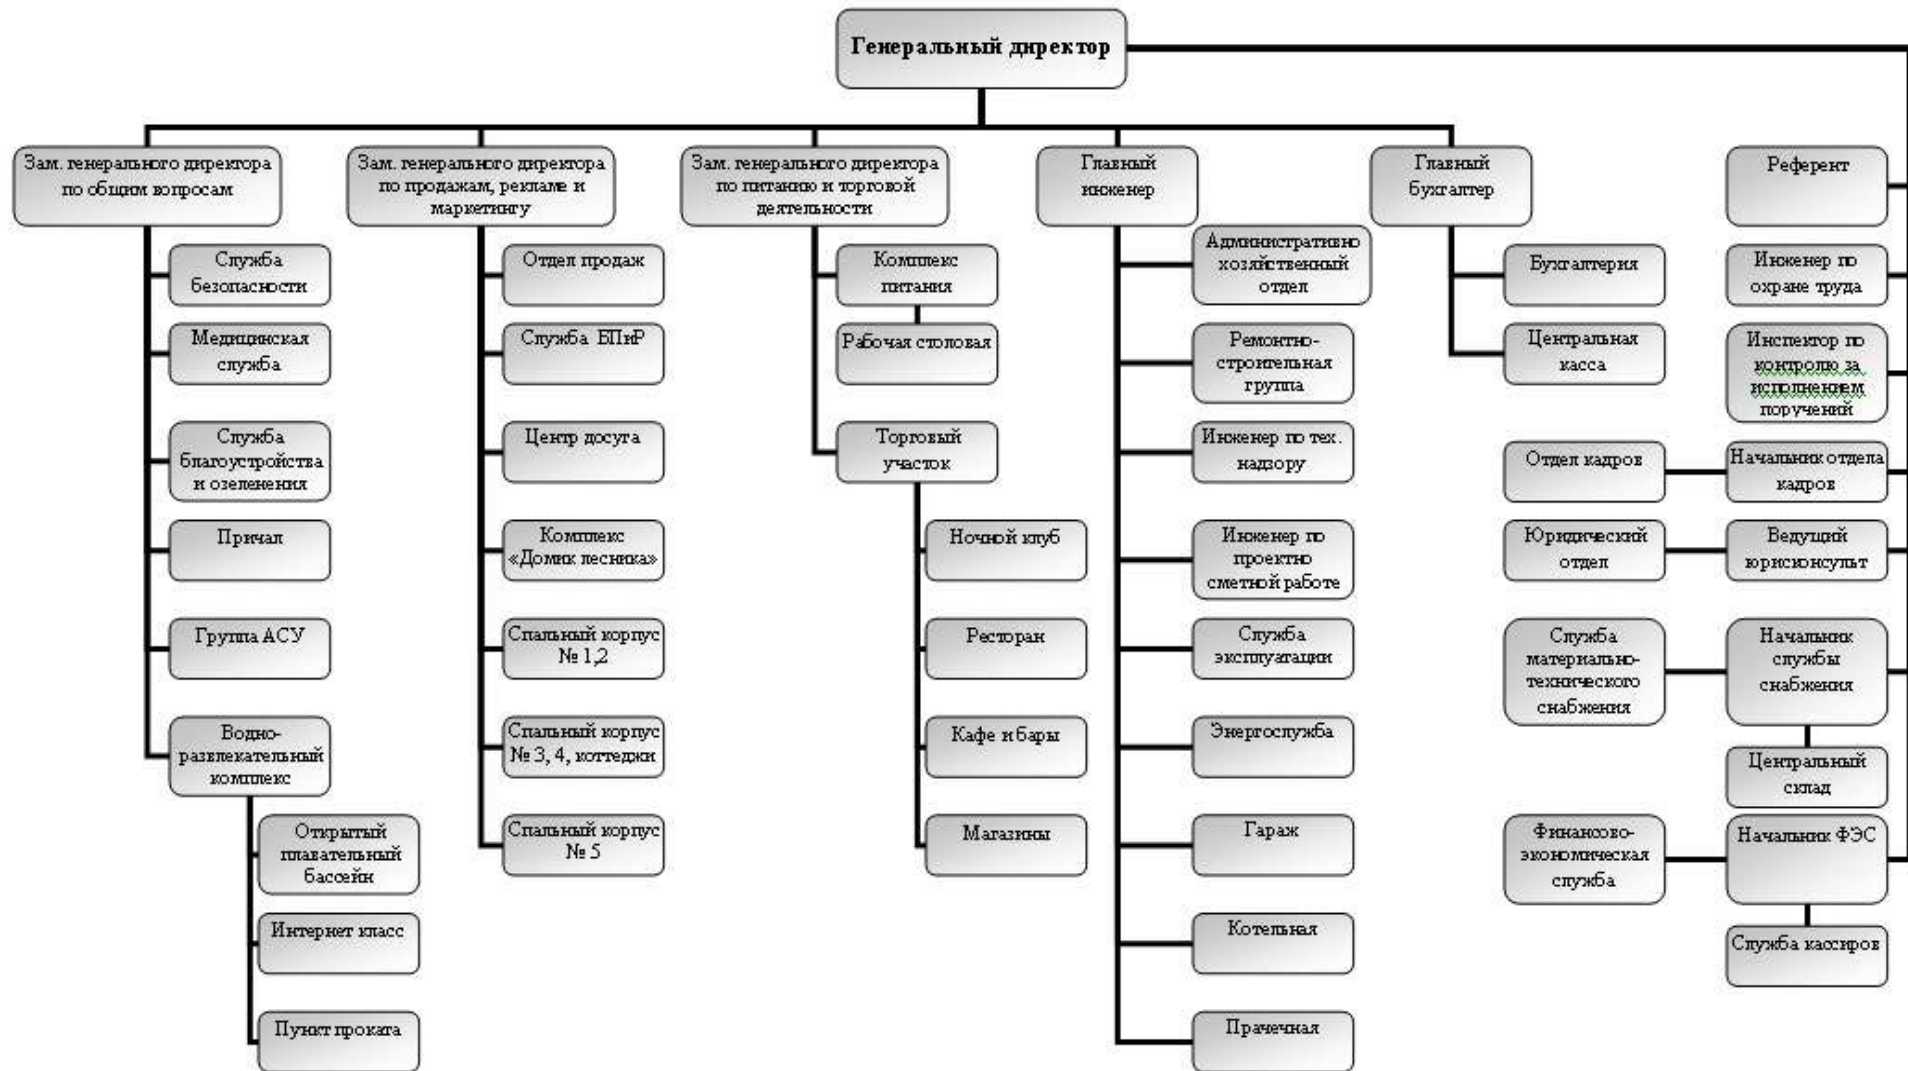 Генеральный директор
Зам. генерального директора
по общим вопросам
Зам. генерального директора
по продажам, рекламе и
маркетингу
Зам. генерального директора
по питанию и торговой
деятельности
Главный
инженер
Главный
бухгалтер
Референт
Служба
безопасности
Медицинская
служба
Служба
благоустройства
и озеленения
Причал
Группа АСУ
Водно-
развлекательный
комплекс
Открытый
плавательный
бассейн
Интернет класс
Пункт проката
Отдел продаж
Служба БПиР
Центр досуга
Комплекс
«Домик лесника»
Спальный корпус
№ 1,2
Спальный корпус
№ 3, 4, коттеджи
Спальный корпус
№ 5
Комплекс
питания
Рабочая столовая
Торговый
участок
Ночной клуб
Ресторан
Кафе и бары
Магазины
Административно
хозяйственный
отдел
Ремонтно-
строительная
группа
Инженер по тех.
надзору
Инженер по
проектно
сметной работе
Служба
эксплуатации
Энергослужба
Гараж
Котельная
Прачечная
Бухгалтерия
Центральная
касса
Инженер по
охране труда
Инспектор по
контролю за
исполнением
поручений
Отдел кадров
Начальник отдела
кадров
Юридический
отдел
Ведущий
юрисконсульт
Служба
материально-
технического
снабжения
Начальник
службы
снабжения
Центральный
склад
Финансово-
экономическая
служба
Начальник ФЭС
Служба кассиров